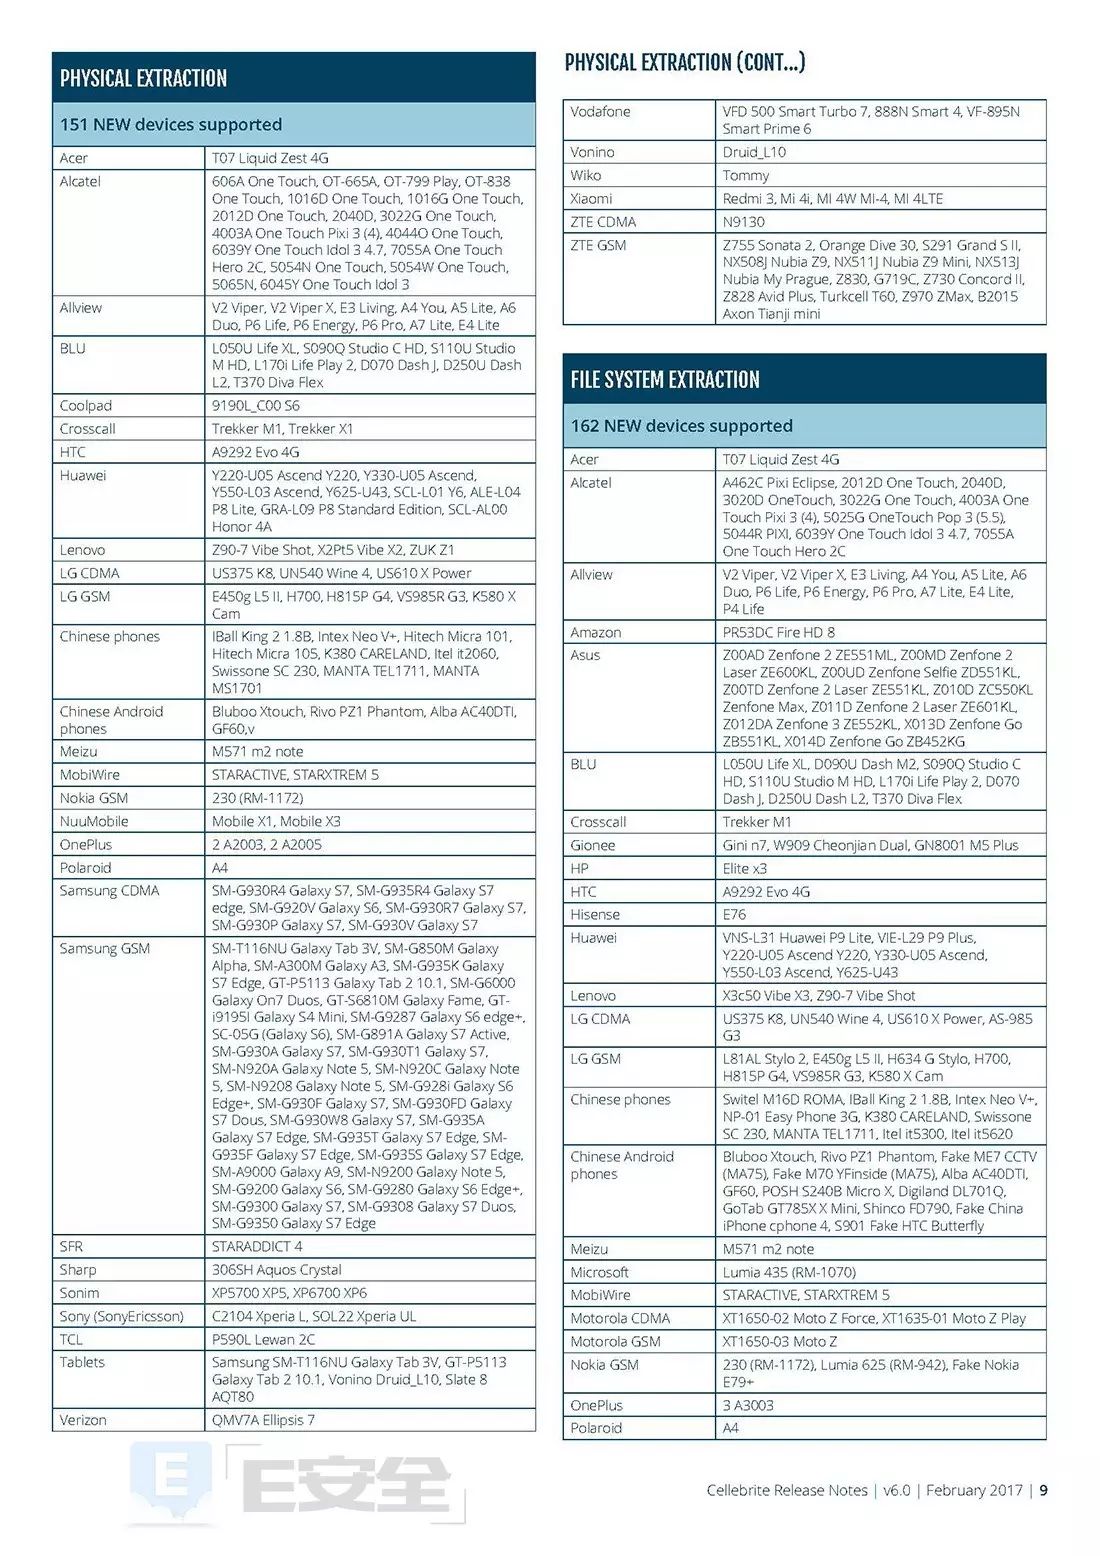 PHYSICAL EXTRACTION
151 NEW devices supported
Acer
T07 Liquid Zest 4G
Alcatel
606A One Touch, OT-665A, OT-799 Play, OT-838
One Touch, 1016D One Touch, 1016G One Touch,
2012D One Touch, 2040D, 3022G One Touch,
4003A One Touch Pixi 3 (4), 4044O One Touch,
6039Y One Touch Idol 3 4.7, 7055A One Touch
Hero 2C, 5054N One Touch, 5054W One Touch,
5065N, 6045Y One Touch Idol 3
Allview
V2 Viper, V2 Viper X, E3 Living, A4 You, A5 Lite, A6
Duo, P6 Life, P6 Energy, P6 Pro, A7 Lite, E4 Lite
BLU
L050U Life XL, S090Q Studio C HD, S110U Studio
M HD, L170i Life Play 2, D070 Dash J, D250U Dash
L2, T370 Diva Flex
Coolpad
9190L_C00 S6
Crosscall
Trekker M1, Trekker X1
HTC
A9292 Evo 4G
Huawei
Y220-U05 Ascend Y220, Y330-U05 Ascend,
Y550-L03 Ascend, Y625-U43, SCL-L01 Y6, ALE-L04
P8 Lite, GRA-L09 P8 Standard Edition, SCL-AL00
Honor 4A
Lenovo
Z90-7 Vibe Shot, X2Pt5 Vibe X2, ZUK Z1
LG CDMA
US375 K8, UN540 Wine 4, US610 X Power
LG GSM
E450g L5 II, H700, H815P G4, VS985R G3, K580 X
Cam
Chinese phones
IBall King 2 1.8B, Intex Neo V+, Hitech Micra 101,
Hitech Micra 105, K380 CARELAND, Itel it2060,
Swissone SC 230, MANTA TEL1711, MANTA
MS1701
Chinese Android
phones
Bluboo Xtouch, Rivo PZ1 Phantom, Alba AC40DTI,
GF60,v
Meizu
M571 m2 note
MobiWire
STARACTIVE, STARXTREM 5
Nokia GSM
230 (RM-1172)
NuuMobile
Mobile X1, Mobile X3
OnePlus
2 A2003, 2 A2005
Polaroid
A4
Samsung CDMA
SM-G930R4 Galaxy S7, SM-G935R4 Galaxy S7
edge, SM-G920V Galaxy S6, SM-G930R7 Galaxy S7,
SM-G930P Galaxy S7, SM-G930V Galaxy S7
Samsung GSM
SM-T116NU Galaxy Tab 3V, SM-G850M Galaxy
Alpha, SM-A300M Galaxy A3, SM-G935K Galaxy
S7 Edge, GT-P5113 Galaxy Tab 2 10.1, SM-G6000
Galaxy On7 Duos, GT-S6810M Galaxy Fame, GT-
i9195I Galaxy S4 Mini, SM-G9287 Galaxy S6 edge+,
SC-05G (Galaxy S6), SM-G891A Galaxy S7 Active,
SM-G930A Galaxy S7, SM-G930T1 Galaxy S7,
SM-N920A Galaxy Note 5, SM-N920C Galaxy Note
5, SM-N9208 Galaxy Note 5, SM-G928i Galaxy S6
Edge+, SM-G930F Galaxy S7, SM-G930FD Galaxy
S7 Dous, SM-G930W8 Galaxy S7, SM-G935A
Galaxy S7 Edge, SM-G935T Galaxy S7 Edge, SM-
G935F Galaxy S7 Edge, SM-G935S Galaxy S7 Edge,
SM-A9000 Galaxy A9, SM-N9200 Galaxy Note 5,
SM-G9200 Galaxy S6, SM-G9280 Galaxy S6 Edge+,
SM-G9300 Galaxy S7, SM-G9308 Galaxy S7 Duos,
SM-G9350 Galaxy S7 Edge
SFR
STARADDICT 4
Sharp
306SH Aquos Crystal
Sonim
XP5700 XP5, XP6700 XP6
Sony (SonyEricsson)
C2104 Xperia L, SOL22 Xperia UL
TCL
P590L Lewan 2C
Tablets
Samsung SM-T116NU Galaxy Tab 3V, GT-P5113
Galaxy Tab 2 10.1, Vonino Druid_L10, Slate 8
AQT80
Verizon
QMV7A Ellipsis 7
PHYSICAL EXTRACTION (CONT...)
Vodafone
VFD 500 Smart Turbo 7, 888N Smart 4, VF-895N
Smart Prime 6
Vonino
Druid_L10
Wiko
Tommy
Xiaomi
Redmi 3, Mi 4i, MI 4W MI-4, MI 4LTE
ZTE CDMA
N9130
ZTE GSM
Z755 Sonata 2, Orange Dive 30, S291 Grand S II,
NX508J Nubia Z9, NX511J Nubia Z9 Mini, NX513J
Nubia My Prague, Z830, G719C, Z730 Concord II,
Z828 Avid Plus, Turkcell T60, Z970 ZMax, B2015
Axon Tianji mini
FILE SYSTEM EXTRACTION
162 NEW devices supported
Acer
T07 Liquid Zest 4G
Alcatel
A462C Pixi Eclipse, 2012D One Touch, 2040D,
3020D OneTouch, 3022G One Touch, 4003A One
Touch Pixi 3 (4), 5025G OneTouch Pop 3 (5.5),
5044R PIXI, 6039Y One Touch Idol 3 4.7, 7055A
One Touch Hero 2C
Allview
V2 Viper, V2 Viper X, E3 Living, A4 You, A5 Lite, A6
Duo, P6 Life, P6 Energy, P6 Pro, A7 Lite, E4 Lite,
P4 Life
Amazon
PR53DC Fire HD 8
Asus
Z00AD Zenfone 2 ZE551ML, Z00MD Zenfone 2
Laser ZE600KL, Z00UD Zenfone Selfie ZD551KL,
Z00TD Zenfone 2 Laser ZE551KL, Z010D ZC550KL
Zenfone Max, Z011D Zenfone 2 Laser ZE601KL,
Z012DA Zenfone 3 ZE552KL, X013D Zenfone Go
ZB551KL, X014D Zenfone Go ZB452KG
BLU
L050U Life XL, D090U Dash M2, S090Q Studio C
HD, S110U Studio M HD, L170i Life Play 2, D070
Dash J, D250U Dash L2, T370 Diva Flex
Crosscall
Trekker M1
Gionee
Gini n7, W909 Cheonjian Dual, GN8001 M5 Plus
HP
Elite x3
HTC
A9292 Evo 4G
Hisense
E76
Huawei
VNS-L31 Huawei P9 Lite, VIE-L29 P9 Plus,
Y220-U05 Ascend Y220, Y330-U05 Ascend,
Y550-L03 Ascend, Y625-U43
Lenovo
X3c50 Vibe X3, Z90-7 Vibe Shot
LG CDMA
US375 K8, UN540 Wine 4, US610 X Power, AS-985
G3
LG GSM
L81AL Stylo 2, E450g L5 II, H634 G Stylo, H700,
H815P G4, VS985R G3, K580 X Cam
Chinese phones
Switel M16D ROMA, IBall King 2 1.8B, Intex Neo V+,
NP-01 Easy Phone 3G, K380 CARELAND, Swissone
SC 230, MANTA TEL1711, Itel it5300, Itel it5620
Chinese Android
phones
Bluboo Xtouch, Rivo PZ1 Phantom, Fake ME7 CCTV
(MA75), Fake M70 YFinside (MA75), Alba AC40DTI,
GF60, POSH S240B Micro X, Digiland DL701Q,
GoTab GT785X X Mini, Shinco FD790, Fake China
iPhone cphone 4, S901 Fake HTC Butterfly
Meizu
M571 m2 note
Microsoft
Lumia 435 (RM-1070)
MobiWire
STARACTIVE, STARXTREM 5
Motorola CDMA
XT1650-02 Moto Z Force, XT1635-01 Moto Z Play
Motorola GSM
XT1650-03 Moto Z
Nokia GSM
230 (RM-1172), Lumia 625 (RM-942), Fake Nokia
E79+
OnePlus
3 A3003
Polaroid
A4
E E安全
Cellebrite Release Notes | v6.0 | February 2017 | 9